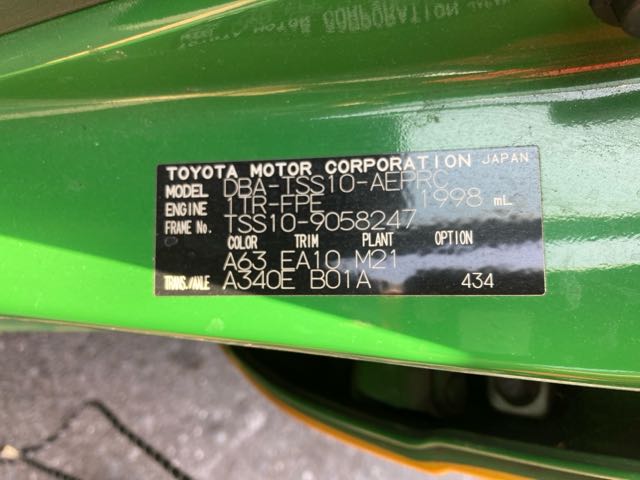 TOYOTA MOTOR CORPORATION JAPAN
MODEL DBA-TSS10-AEPRC
ENGINE 1TR-FPE 1998 mL
FRAME No. TSS10-9058247
COLOR TRIM PLANT OPTION
A63 EA10 M21
TRANS./AXLE A340E B01A 434